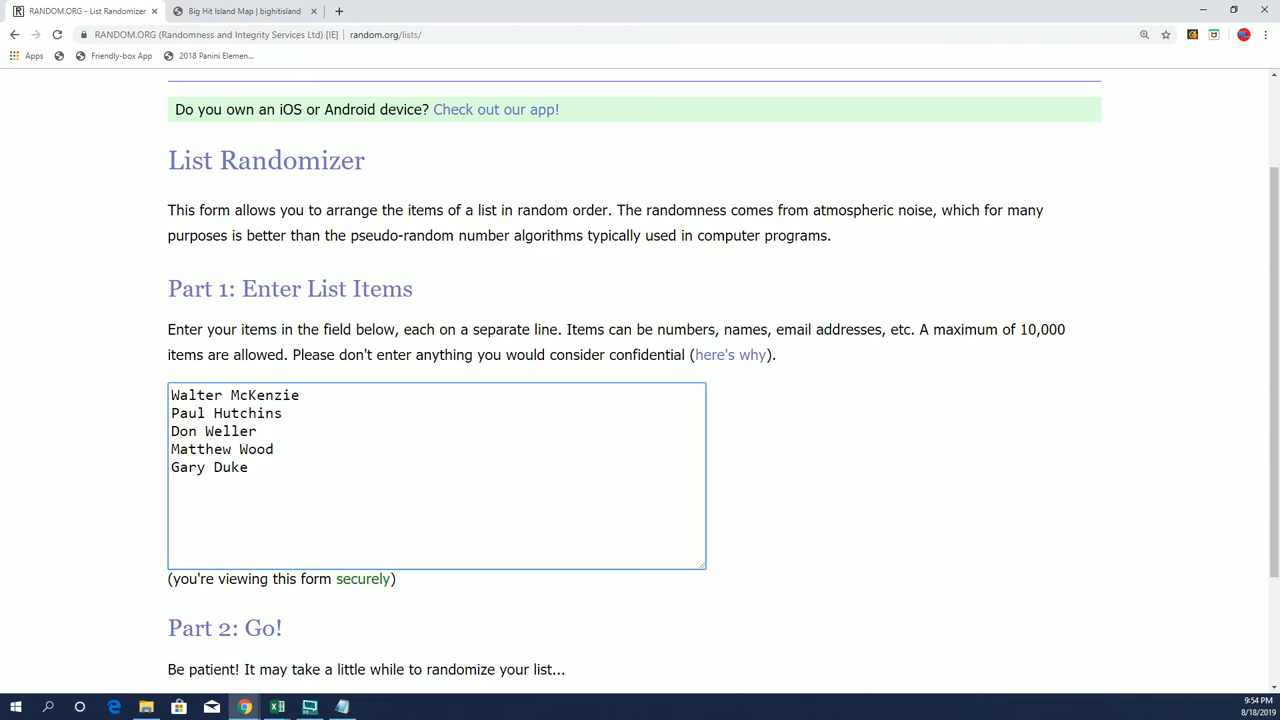 RANDOM.ORG - List Randomizer
Big Hit Island Map | bighitisland
RANDOM.ORG (Randomness and Integrity Services Ltd) [IE] | random.org/lists/
Apps Friendly-box App 2018 Panini Elemen...
Do you own an iOS or Android device? Check out our app!
List Randomizer
This form allows you to arrange the items of a list in random order. The randomness comes from atmospheric noise, which for many
purposes is better than the pseudo-random number algorithms typically used in computer programs.
Part 1: Enter List Items
Enter your items in the field below, each on a separate line. Items can be numbers, names, email addresses, etc. A maximum of 10,000
items are allowed. Please don't enter anything you would consider confidential (here's why).
Walter McKenzie
Paul Hutchins
Don Weller
Matthew Wood
Gary Duke
(you're viewing this form securely)
Part 2: Go!
Be patient! It may take a little while to randomize your list...
9:54 PM
8/18/2019